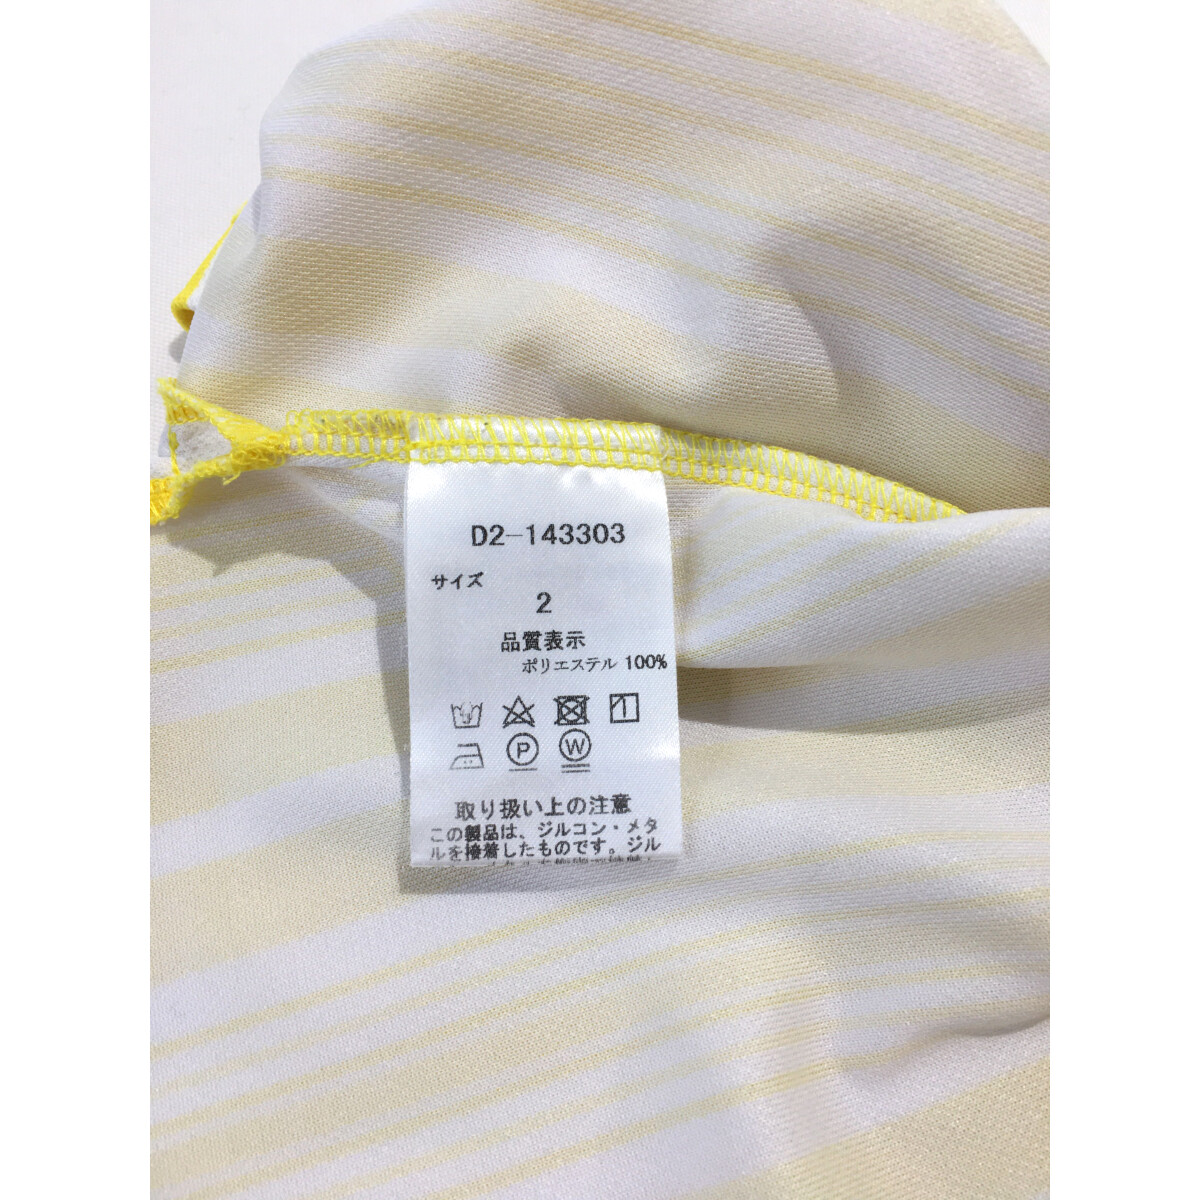 D2-143303
サイズ
2
品質表示
ポリエステル 100%
P
W
取り扱い上の注意
この製品は、ジルコン・メタ
ルを接着したものです。ジル